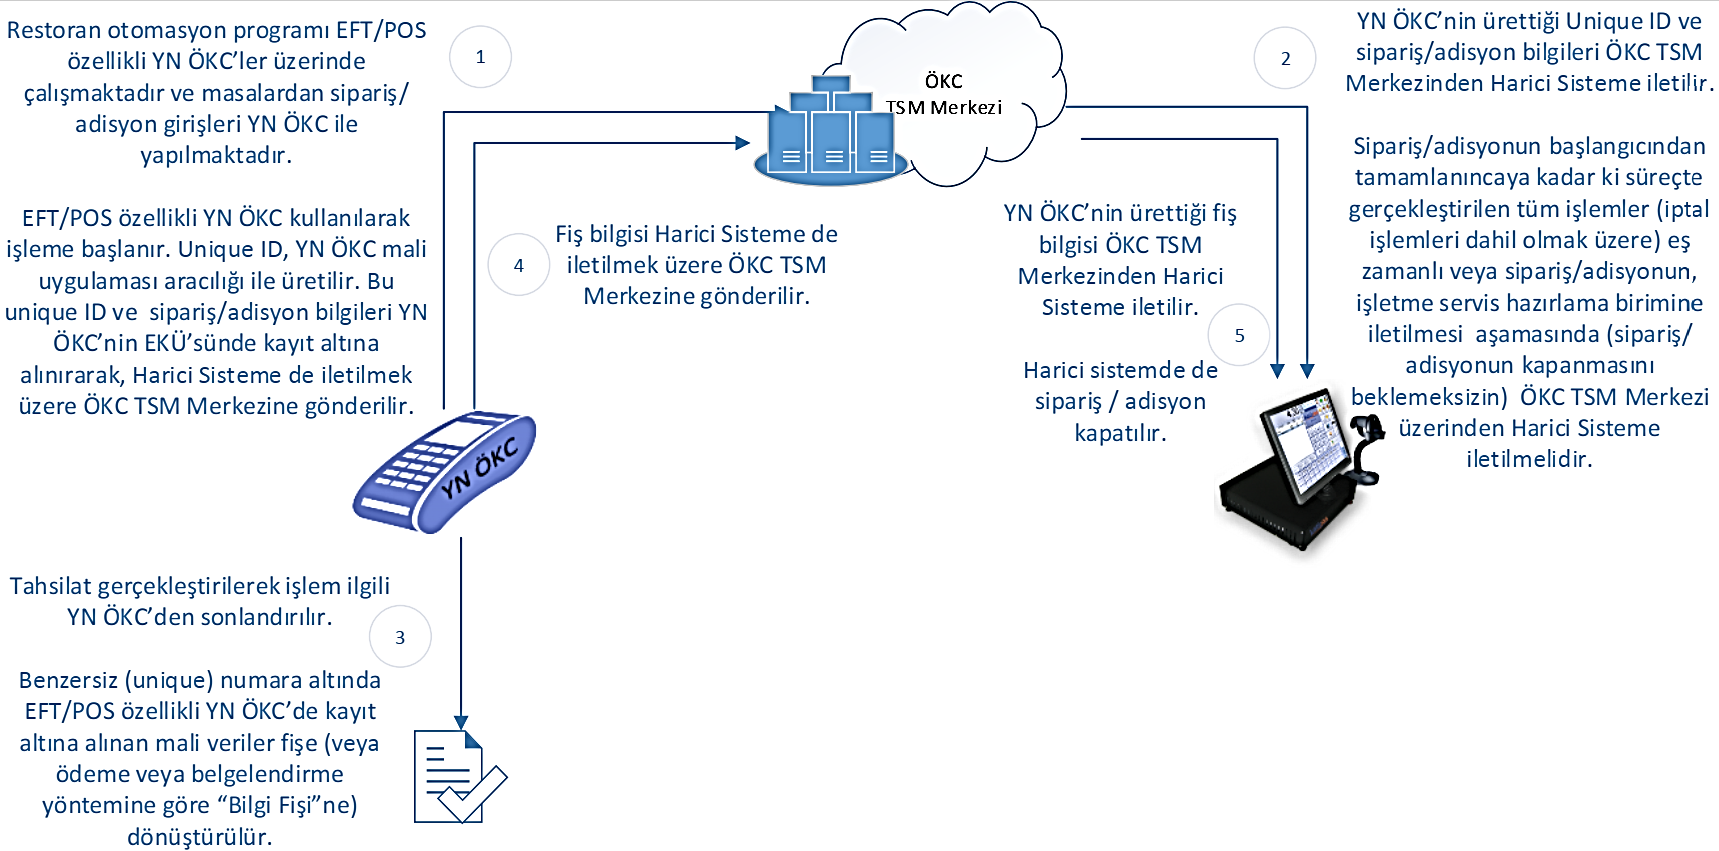 Restoran otomasyon programı EFT/POS
özellikli YN ÖKC’ler üzerinde
çalışmaktadır ve masalardan sipariş/
adisyon girişleri YN ÖKC ile
yapılmaktadır.
EFT/POS özellikli YN ÖKC kullanılarak
işleme başlanır. Unique ID, YN ÖKC mali
uygulaması aracılığı ile üretilir. Bu
unique ID ve  sipariş/adisyon bilgileri YN
ÖKC’nin EKÜ’sünde kayıt altına
alınırarak, Harici Sisteme de iletilmek
üzere ÖKC TSM Merkezine gönderilir.
1
ÖKC
TSM Merkezi
2
YN ÖKC’nin ürettiği Unique ID ve
sipariş/adisyon bilgileri ÖKC TSM
Merkezinden Harici Sisteme iletilir.
Sipariş/adisyonun başlangıcından
tamamlanıncaya kadar ki süreçte
gerçekleştirilen tüm işlemler (iptal
işlemleri dahil olmak üzere) eş
zamanlı veya sipariş/adisyonun,
işletme servis hazırlama birimine
iletilmesi  aşamasında (sipariş/
adisyonun kapanmasını
beklemeksizin)  ÖKC TSM Merkezi
üzerinden Harici Sisteme
iletilmelidir.
4
Fiş bilgisi Harici Sisteme de
iletilmek üzere ÖKC TSM
Merkezine gönderilir.
YN ÖKC’nin ürettiği fiş
bilgisi ÖKC TSM
Merkezinden Harici
Sisteme iletilir.
5
Harici sistemde de
sipariş / adisyon
kapatılır.
YN ÖKC
Tahsilat gerçekleştirilerek işlem ilgili
YN ÖKC’den sonlandırılır.
3
Benzersiz (unique) numara altında
EFT/POS özellikli YN ÖKC’de kayıt
altına alınan mali veriler fişe (veya
ödeme veya belgelendirme
yöntemine göre “Bilgi Fişi”ne)
dönüştürülür.